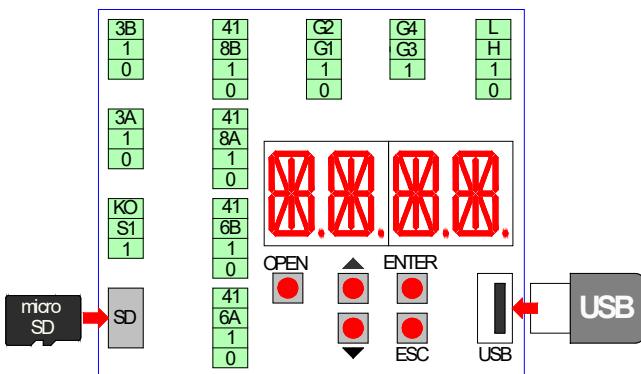 3B
1
0
41
8B
1
0
G2
G1
1
0
G4
G3
1
L
H
1
0
3A
1
0
41
8A
1
0
KO
S1
1
41
6B
1
0
OPEN
ENTER
micro
SD
SD
41
6A
1
0
ESC
USB
USB